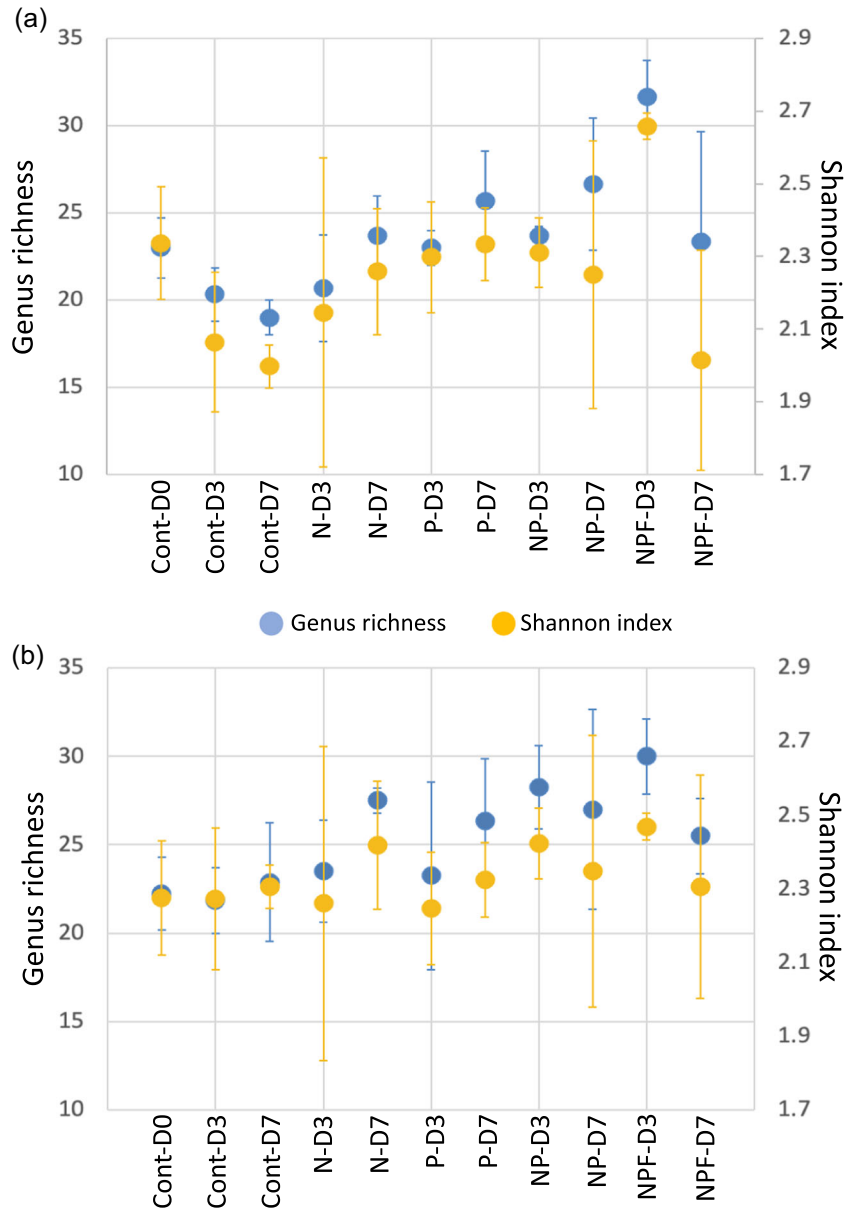 (a)
35
30
25
20
15
10
Genus richness
2.9
2.7
2.5
2.3
2.1
1.9
1.7
Shannon index
Cont-D0
Cont-D3
Cont-D7
N-D3
N-D7
P-D3
P-D7
NP-D3
NP-D7
NPF-D3
NPF-D7
Genus richness
Shannon index
(b)
35
30
25
20
15
10
Genus richness
2.9
2.7
2.5
2.3
2.1
1.9
1.7
Shannon index
Cont-D0
Cont-D3
Cont-D7
N-D3
N-D7
P-D3
P-D7
NP-D3
NP-D7
NPF-D3
NPF-D7